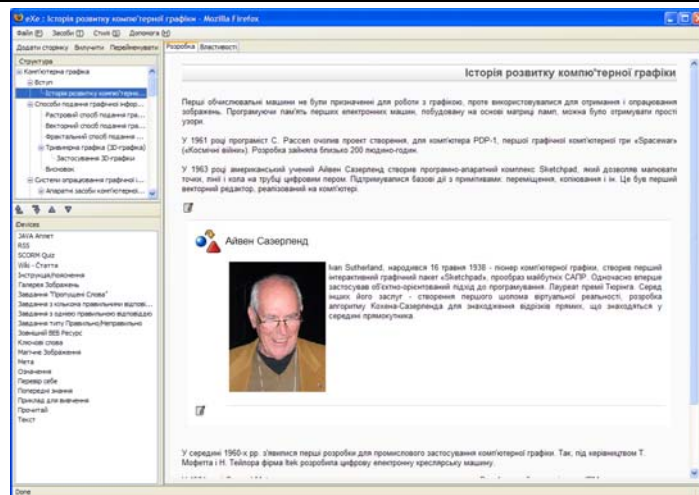 eXe : Історія розвитку комп'ютерної графіки - Mozilla Firefox
Файл (F) Засоби (T) Стилі (S) Допомога (H)
Додати сторінку Вилучити Перейменувати
Розробка Властивості
Структура
Комп'ютерна графіка
Вступ
Історія розвитку комп'ютерно...
Способи подання графічної інфор...
Растровий спосіб подання гра...
Векторний спосіб подання гра...
Фрактальний спосіб подання ...
Тривимірна графіка (3D-графіка)
Застосування 3D-графіки
Висновок
Системи опрацювання графічної і...
Апаратні засоби комп'ютерної...
Devices
JAVA Аплет
RSS
SCORM Quiz
Wiki - Стаття
Інструкція/пояснення
Галерея Зображень
Завдання "Пропущені Слова"
Завдання з кількома правильними відпові...
Завдання з однією правильною відповіддю
Завдання типу Правильно/Неправильно
Зовнішній ВЕБ Ресурс
Ключові слова
Магічне Зображення
Мета
Означення
Перевір себе
Попередні знання
Приклад для вивчення
Прочитай
Текст
Історія розвитку комп'ютерної графіки
Перші обчислювальні машини не були призначені для роботи з графікою, проте використовувалися для отримання і опрацювання
зображень. Програмуючи пам'ять перших електронних машин, побудовану на основі матриці ламп, можна було отримувати прості
узори.
У 1961 році програміст С. Рассел очолив проект створення, для комп'ютера PDP-1, першої графічної комп'ютерної гри «Spacewar»
(«Космічні війни»). Розробка зайняла близько 200 людино-годин.
У 1963 році американський учений Айвен Сазерленд створив програмно-апаратний комплекс Sketchpad, який дозволяв малювати
точки, лінії і кола на трубці цифровим пером. Підтримувалися базові дії з примітивами: переміщення, копіювання і ін. Це був перший
векторний редактор, реалізований на комп'ютері.
Айвен Сазерленд
Ivan Sutherland, народився 16 травня 1938 - піонер комп'ютерної графіки, створив перший
інтерактивний графічний пакет «Sketchpad», прообраз майбутніх САПР. Одночасно вперше
застосував об'єктно-орієнтований підхід до програмування. Лауреат премії Тюрінга. Серед
інших його заслуг - створення першого шолома віртуальної реальності, розробка
алгоритму Кохена-Сазерленда для знаходження відрізків прямих, що знаходяться у
середині прямокутника.
У середині 1960-х рр. з'явилися перші розробки для промислового застосування комп'ютерної графіки. Так, під керівництвом Т.
Мофетта і Н. Тейлора фірма Itek розробила цифрову електронну креслярську машину.
Done